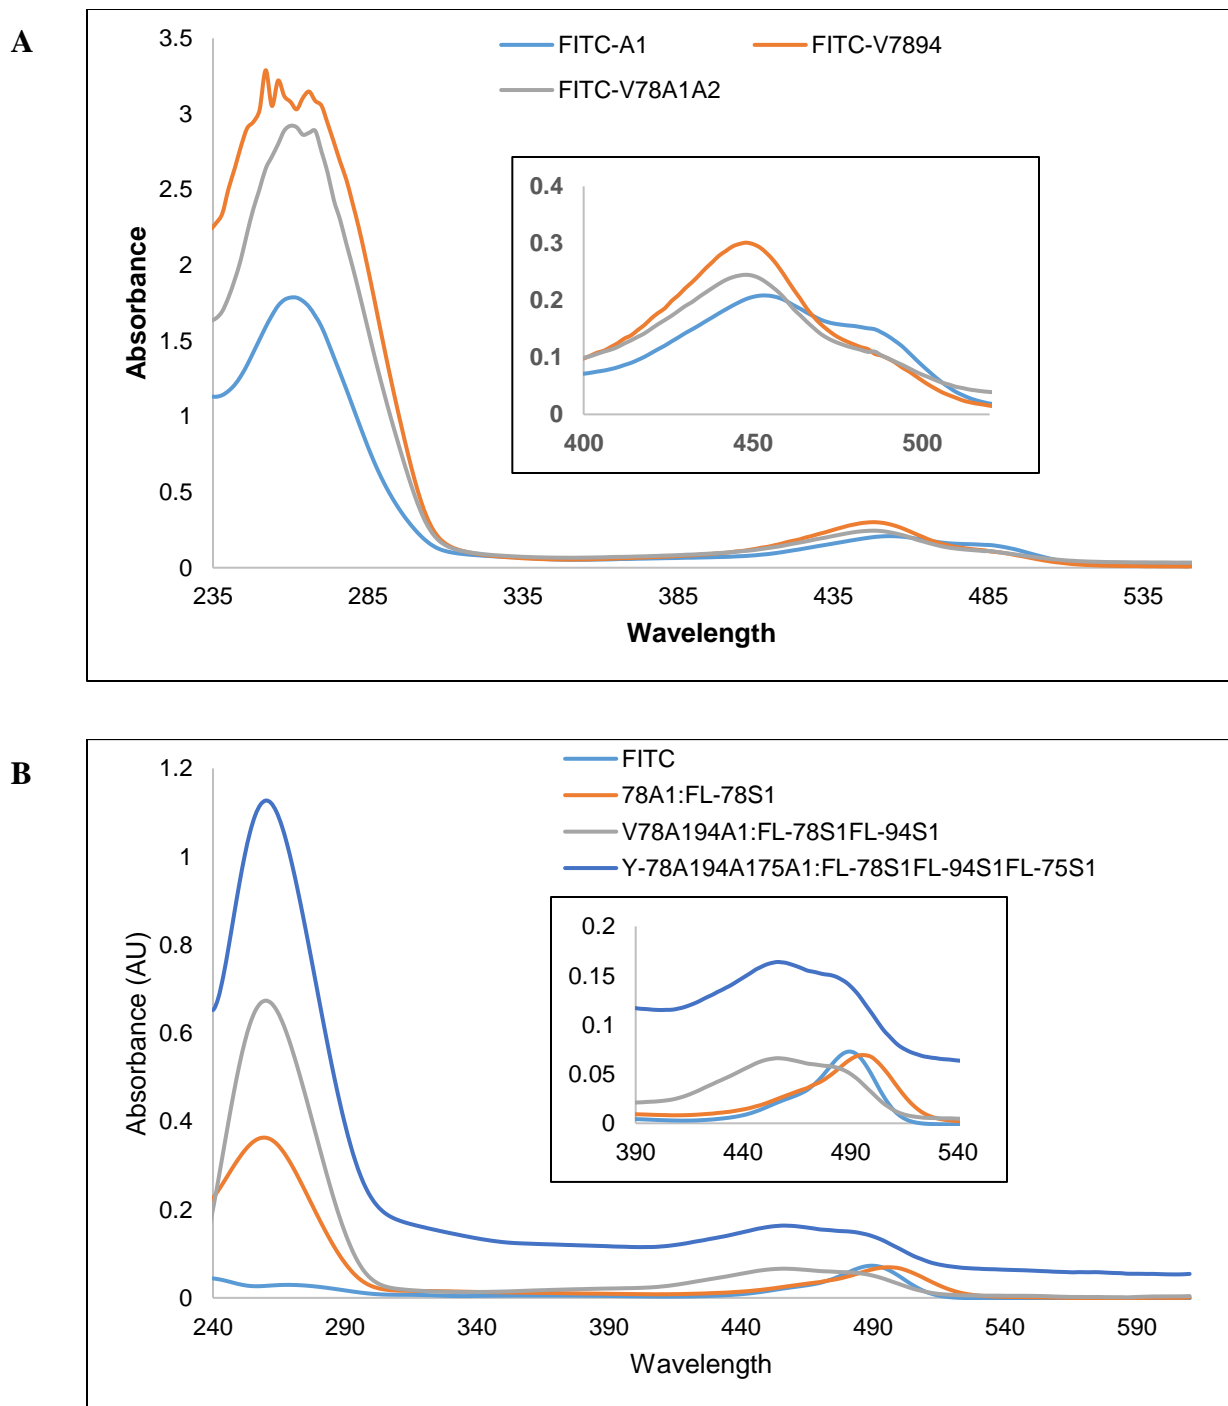 A
3.5
3
2.5
2
1.5
1
0.5
0
Absorbance
FITC-A1
FITC-V7894
FITC-V78A1A2
0.4
0.3
0.2
0.1
0
400 450 500
235 285 335 385 435 485 535
Wavelength
B
1.2
1
0.8
0.6
0.4
0.2
0
Absorbance (AU)
FITC
78A1:FL-78S1
V78A194A1:FL-78S1FL-94S1
Y-78A194A175A1:FL-78S1FL-94S1FL-75S1
0.2
0.15
0.1
0.05
0
390 440 490 540
240 290 340 390 440 490 540 590
Wavelength